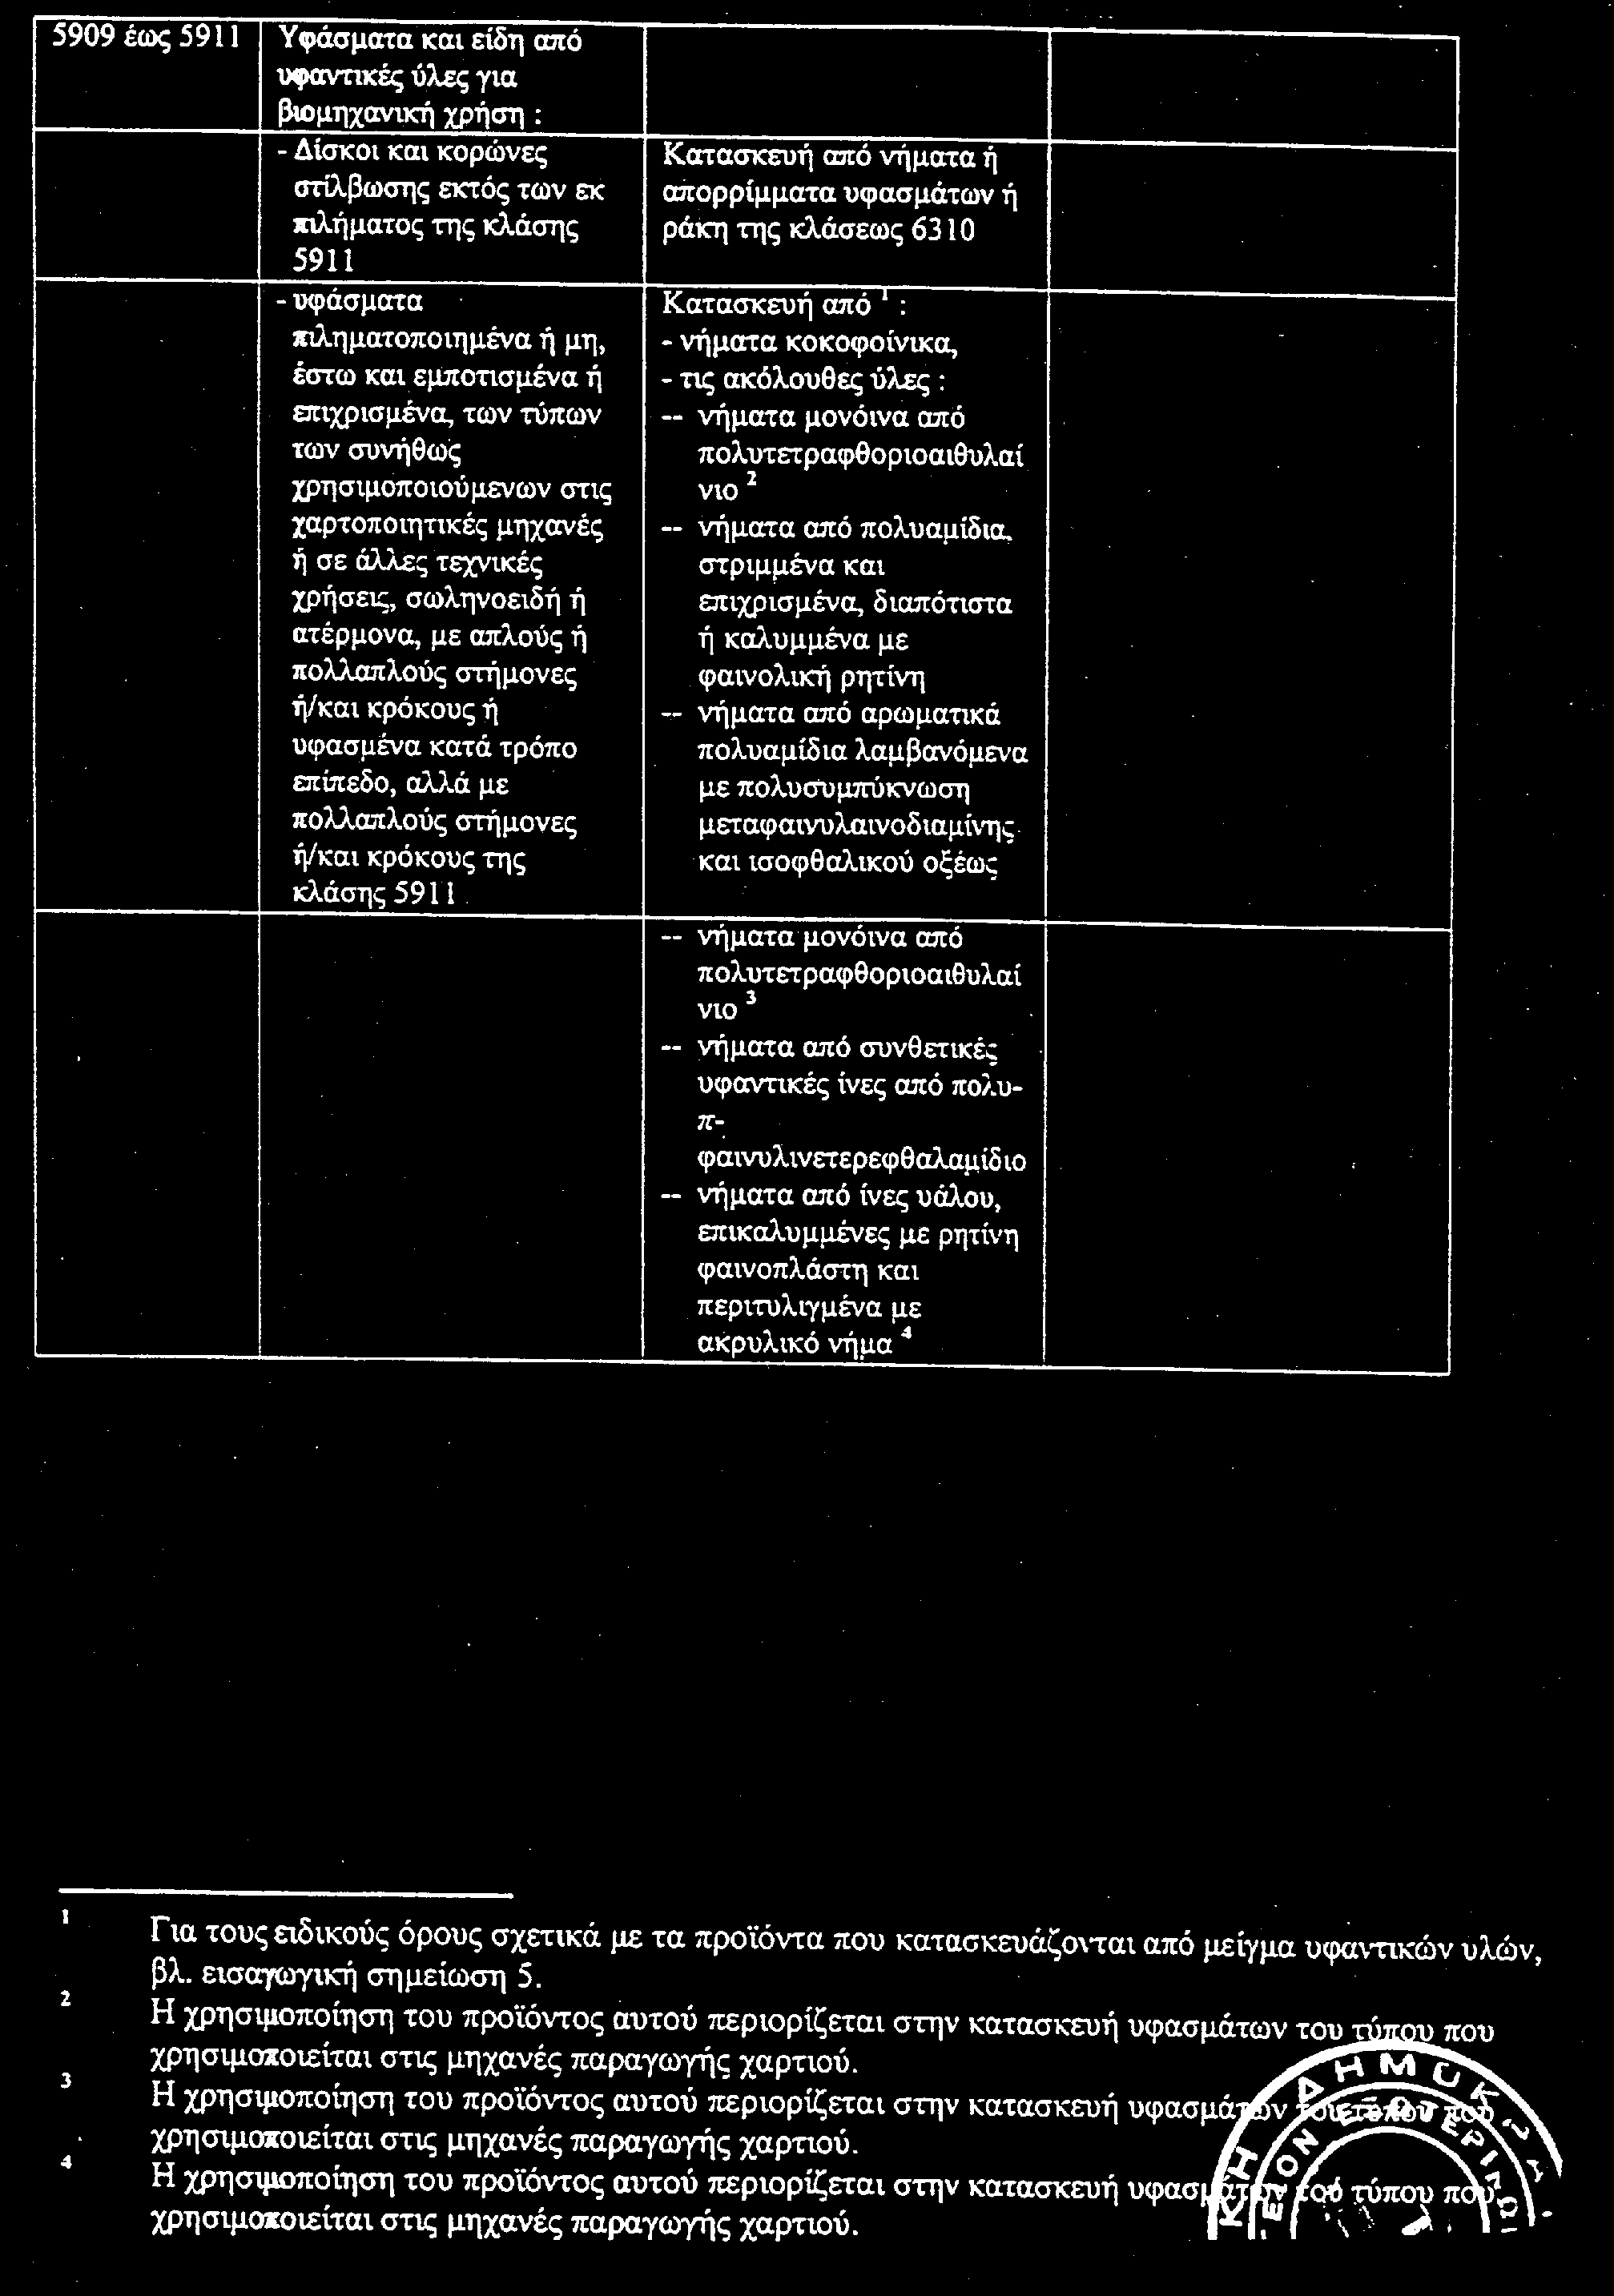 5909 έως 5911
Υφάσματα και είδη από
υφαντικές ύλες για
βιομηχανική χρήση :
- Δίσκοι και κορώνες
στίλβωσης εκτός των εκ
πιλήματος της κλάσης
5911
Κατασκευή από νήματα ή
απορρίμματα υφασμάτων ή
ράκη της κλάσεως 6310
- υφάσματα
πιληματοποιημένα ή μη,
έστω και εμποτισμένα ή
επιχρισμένα, των τύπων
των συνήθως
χρησιμοποιούμενων στις
χαρτοποιητικές μηχανές
ή σε άλλες τεχνικές
χρήσεις, σωληνοειδή ή
ατέρμονα, με απλούς ή
πολλαπλούς στήμονες
ή/και κρόκους ή
υφασμένα κατά τρόπο
επίπεδο, αλλά με
πολλαπλούς στήμονες
ή/και κρόκους της
κλάσης 5911
Κατασκευή από 1 :
- νήματα κοκοφοίνικα,
- τις ακόλουθες ύλες :
-- νήματα μονόινα από
πολυτετραφθοριοαιθυλαί
νιο 2
-- νήματα από πολυαμίδια,
στριμμένα και
επιχρισμένα, διαπότιστα
ή καλυμμένα με
φαινολική ρητίνη
-- νήματα από αρωματικά
πολυαμίδια λαμβανόμενα
με πολυσυμπύκνωση
μεταφαινυλαινοδιαμίνης
και ισοφθαλικού οξέως
-- νήματα μονόινα από
πολυτετραφθοριοαιθυλαί
νιο 3
-- νήματα από συνθετικές
υφαντικές ίνες από πολυ-
π-
φαινυλινετερεφθαλαμίδιο
-- νήματα από ίνες υάλου,
επικαλυμμένες με ρητίνη
φαινοπλάστη και
περιτυλιγμένα με
ακρυλικό νήμα 4
1 Για τους ειδικούς όρους σχετικά με τα προϊόντα που κατασκευάζονται από μείγμα υφαντικών υλών,
βλ. εισαγωγική σημείωση 5.
2 Η χρησιμοποίηση του προϊόντος αυτού περιορίζεται στην κατασκευή υφασμάτων του τύπου που
χρησιμοποιείται στις μηχανές παραγωγής χαρτιού.
3 Η χρησιμοποίηση του προϊόντος αυτού περιορίζεται στην κατασκευή υφασμάτων του τύπου που
χρησιμοποιείται στις μηχανές παραγωγής χαρτιού.
4 Η χρησιμοποίηση του προϊόντος αυτού περιορίζεται στην κατασκευή υφασμάτων του τύπου που
χρησιμοποιείται στις μηχανές παραγωγής χαρτιού.